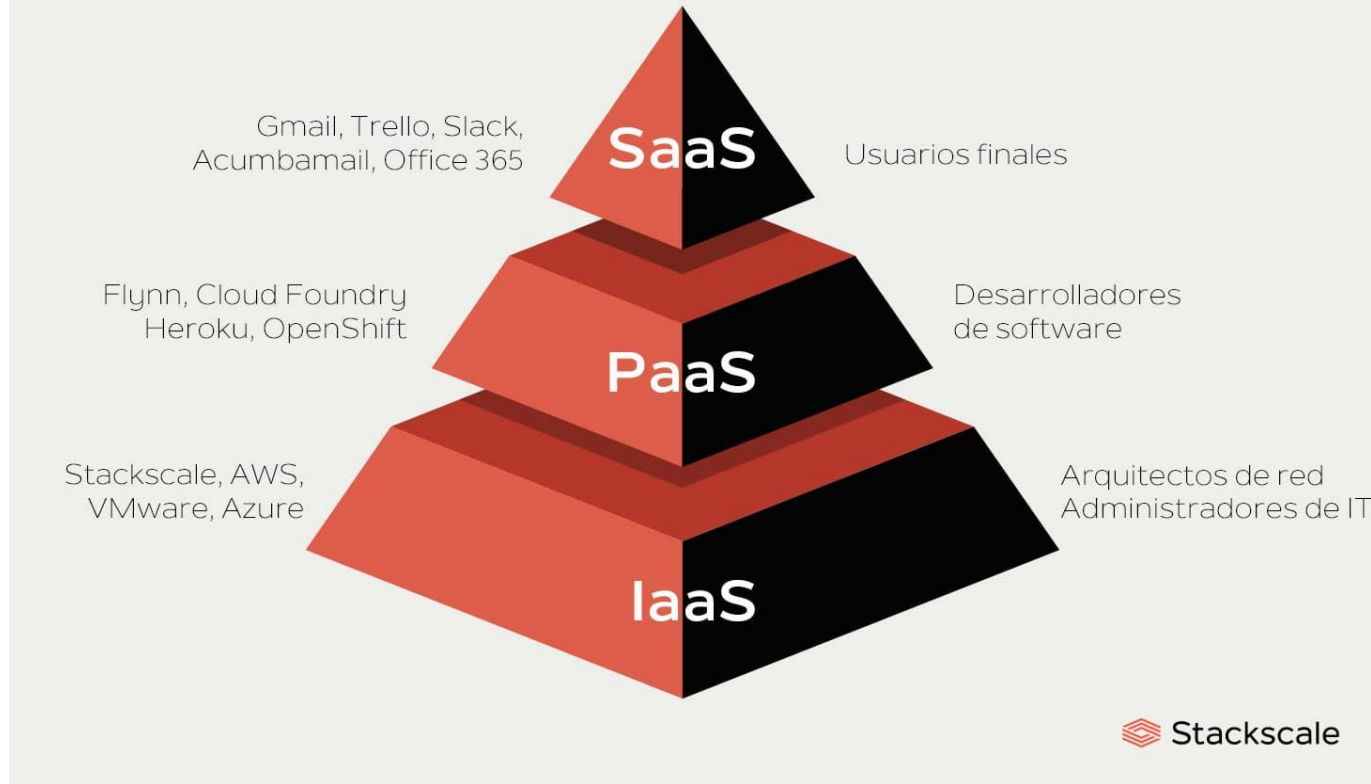 Gmail, Trello, Slack,
Acumbamail, Office 365
SaaS
Usuarios finales
Flynn, Cloud Foundry
Heroku, OpenShift
PaaS
Desarrolladores
de software
Stackscale, AWS,
VMware, Azure
IaaS
Arquitectos de red
Administradores de IT
Stackscale